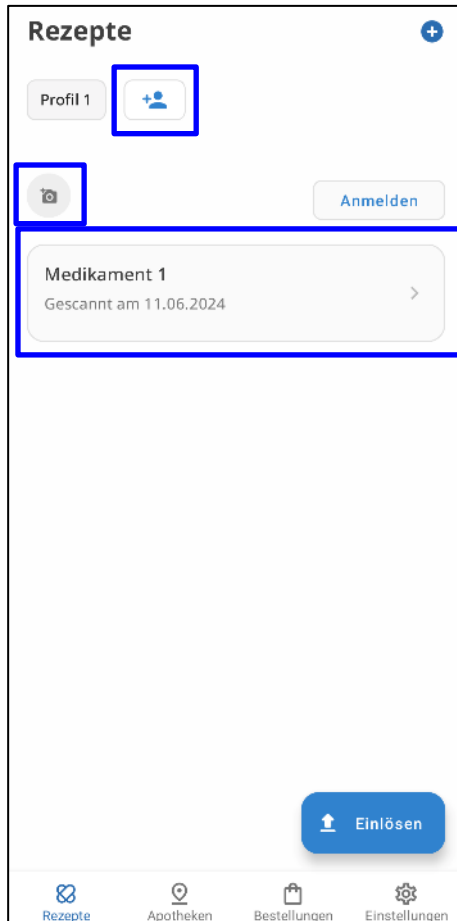 Rezepte
Profil 1
Anmelden
Medikament 1
Gescannt am 11.06.2024
Einlösen
Rezepte Apotheken Bestellungen Einstellungen